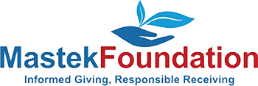 MastekFoundation
Informed Giving, Responsible Receiving